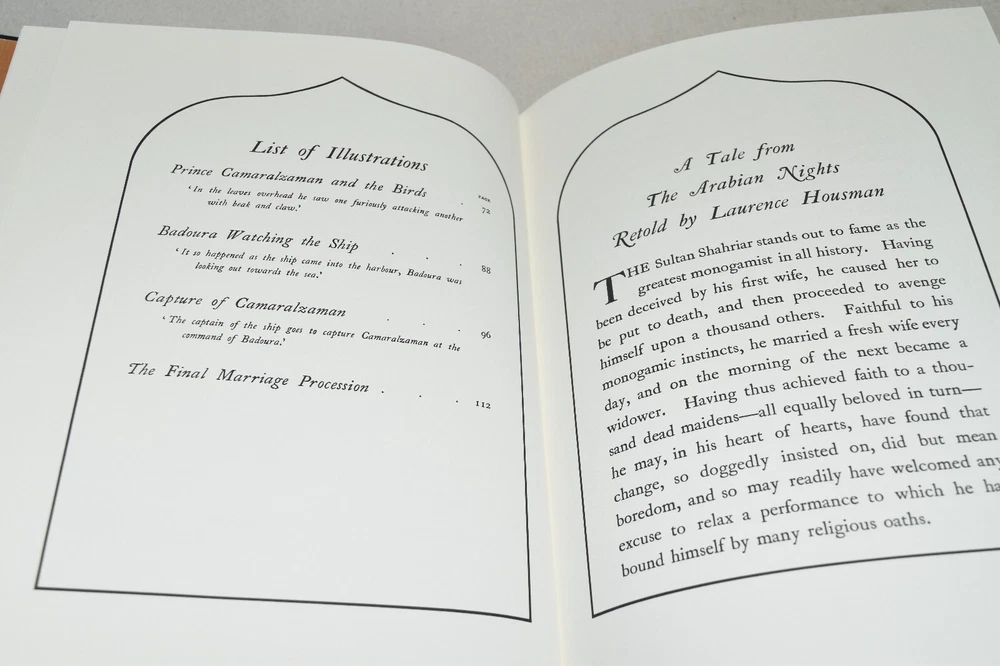 List of Illustrations
PAGE
Prince Camaralzaman and the Birds . 72
‘In the leaves overhead he saw one furiously attacking another
with beak and claw.’
Badoura Watching the Ship . . . 88
‘It so happened at the ship came into the harbour, Badoura was
looking out towards the sea.’
Capture of Camaralzaman . . . 96
‘The captain of the ship goes to capture Camaralzaman at the
command of Badoura.’
The Final Marriage Procession . . . 112
A Tale from
The Arabian Nights
Retold by Laurence Housman
THE Sultan Shahriar stands out to fame as the
greatest monogamist in all history. Having
been deceived by his first wife, he caused her to
be put to death, and then proceeded to avenge
himself upon a thousand others. Faithful to his
monogamic instincts, he married a fresh wife every
day, and on the morning of the next became a
widower. Having thus achieved faith to a thou-
sand dead maidens—all equally beloved in turn—
he may, in his heart of hearts, have found that
change, so doggedly insisted on, did but mean
boredom, and so may readily have welcomed any
excuse to relax a performance to which he ha
bound himself by many religious oaths.